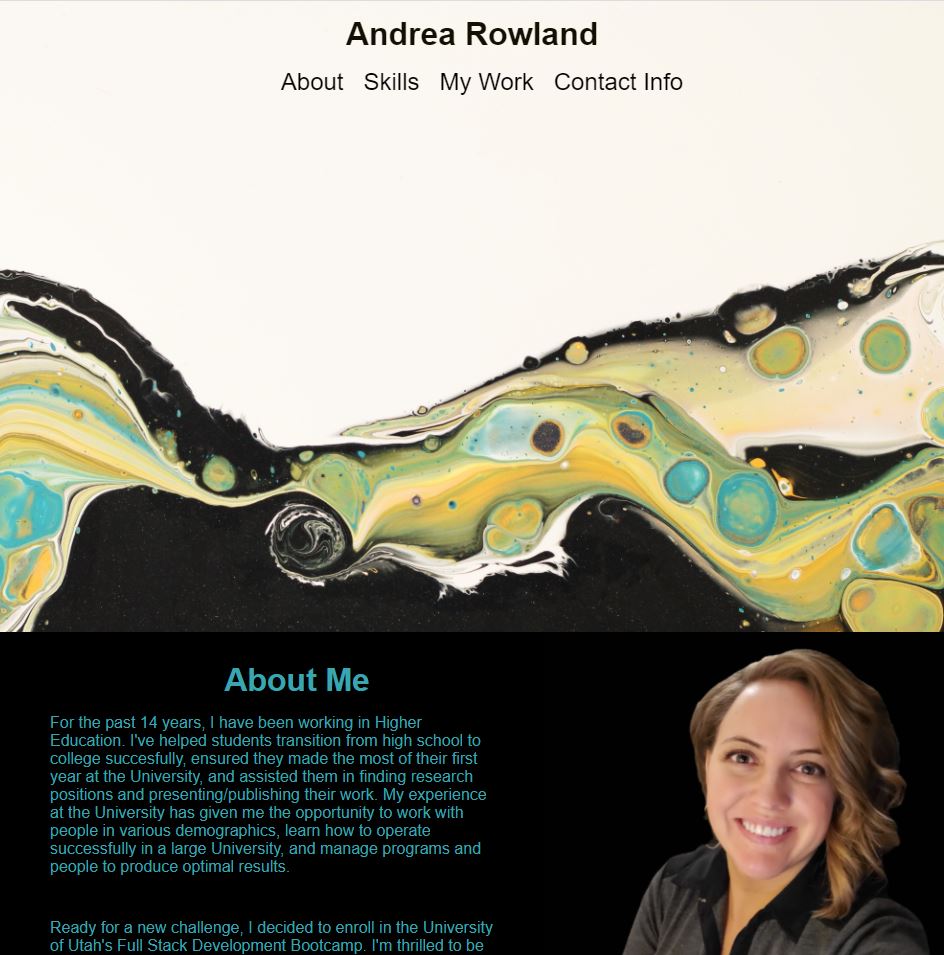 Andrea Rowland
About Skills My Work Contact Info
About Me
For the past 14 years, I have been working in Higher
Education. I've helped students transition from high school to
college succesfully, ensured they made the most of their first
year at the University, and assisted them in finding research
positions and presenting/publishing their work. My experience
at the University has given me the opportunity to work with
people in various demographics, learn how to operate
successfully in a large University, and manage programs and
people to produce optimal results.
Ready for a new challenge, I decided to enroll in the University
of Utah's Full Stack Development Bootcamp. I'm thrilled to be